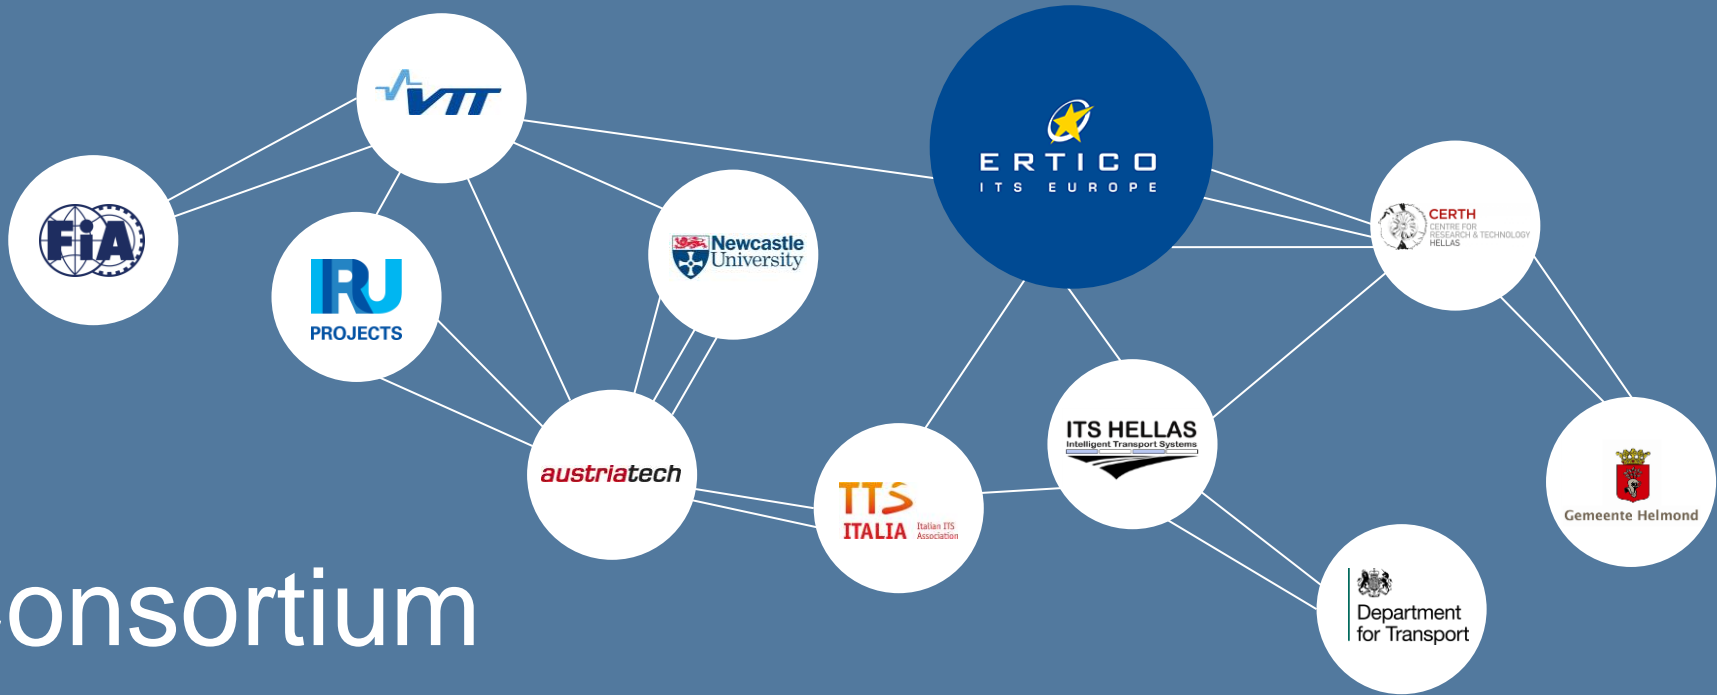 VTT
ERTICO
ITS EUROPE
FiA
IRU
PROJECTS
Newcastle
University
CERTH
CENTRE FOR
RESEARCH & TECHNOLOGY
HELLAS
austriatech
TTS
ITALIA
Italian ITS
Association
ITS HELLAS
Intelligent Transport Systems
Gemeente Helmond
Department
for Transport
onsortium